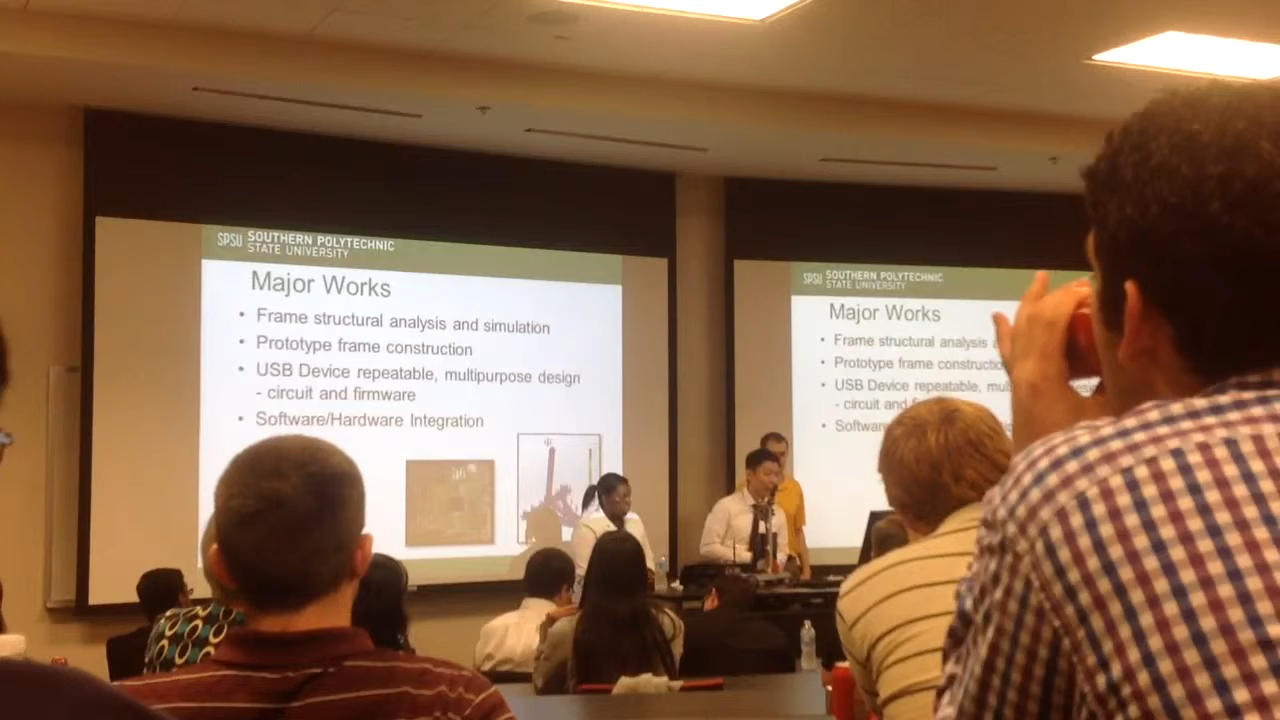 SPSU SOUTHERN POLYTECHNIC
STATE UNIVERSITY
Major Works
• Frame structural analysis and simulation
• Prototype frame construction
• USB Device repeatable, multipurpose design
- circuit and firmware
• Software/Hardware Integration
SPSU SOUTHERN POLYTECHNIC
STATE UNIVERSITY
Major Works
• Frame structural analysis a
• Prototype frame constructio
• USB Device repeatable, mul
- circuit and fi
• Softwar